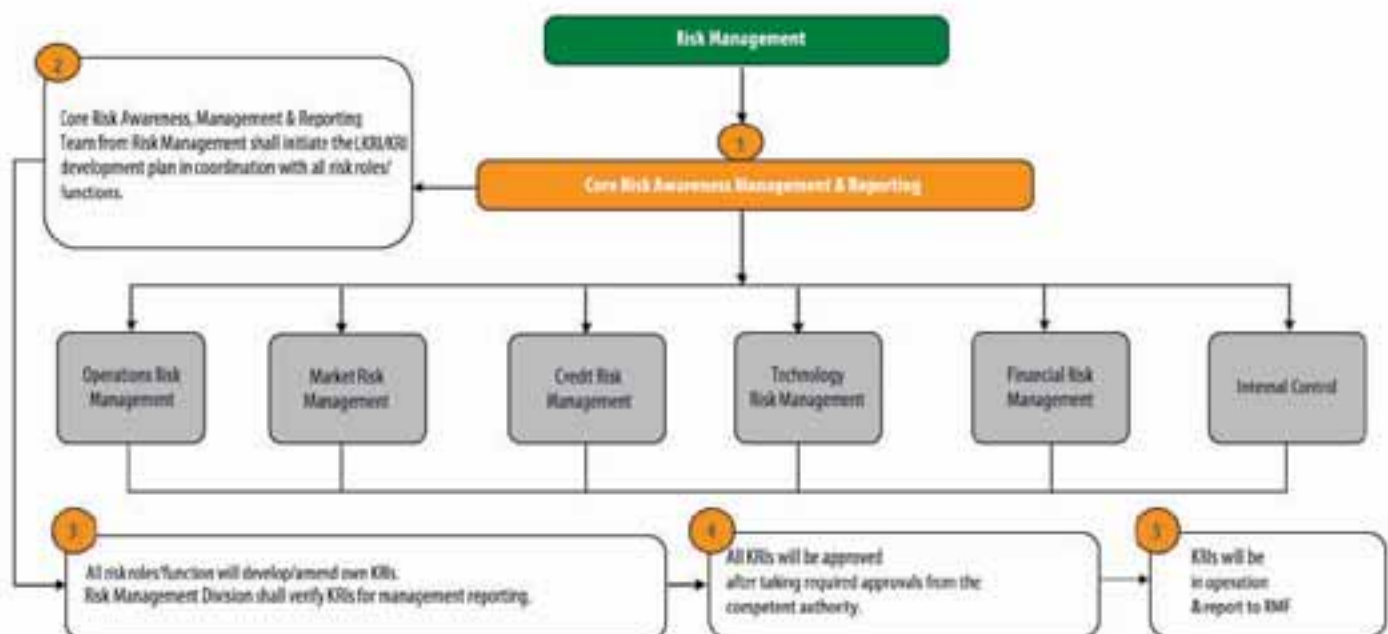 Risk Management
1
Core Risk Awareness Management & Reporting
2
Core Risk Awareness, Management & Reporting
Team from Risk Management shall initiate the
development plan in coordination with all risk roles/
functions.
Operations Risk
Management
Market Risk
Management
Credit Risk
Management
Technology
Risk Management
Financial Risk
Management
Internal Control
3
All risk roles/function will develop/amend own KRIs.
Risk Management Division shall verify KRIs for management reporting.
4
All KRIs will be approved
after taking required approvals from the
competent authority.
5
KRIs will be
in operation
& report to RMF